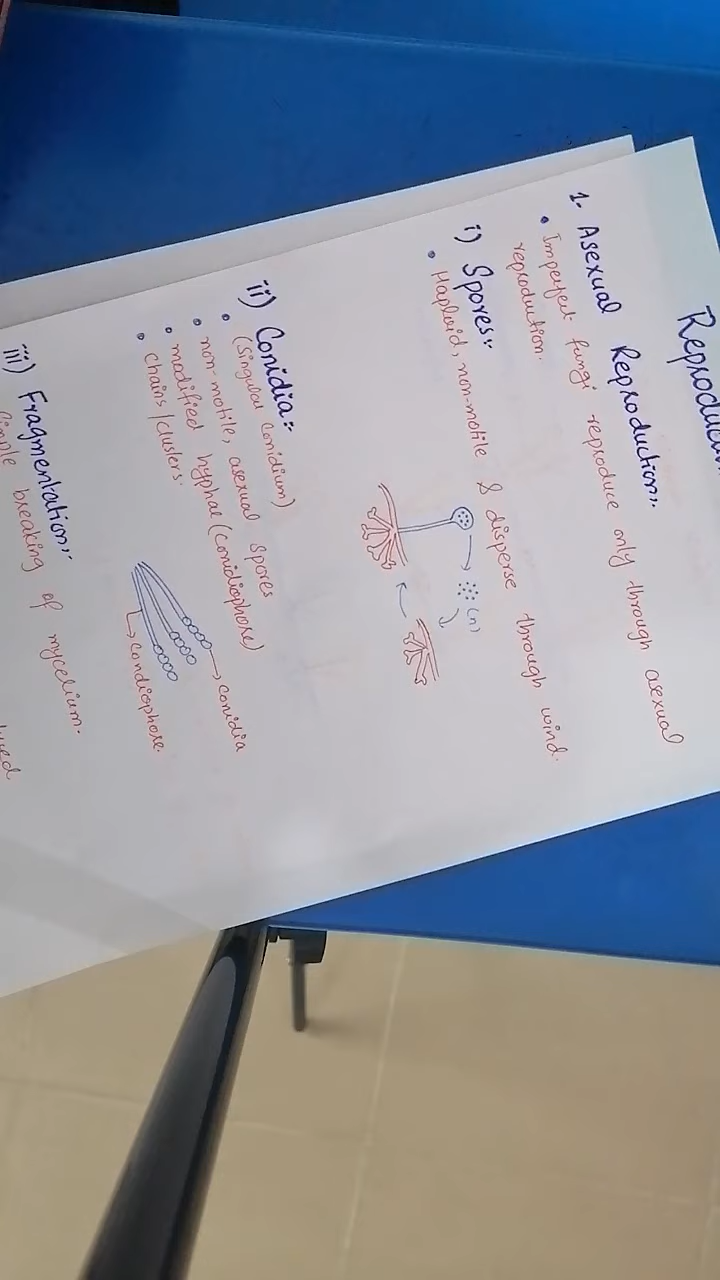 1. Asexual Reproduction:-
• Imperfect fungi reproduce only through asexual
reproduction.
i) Spores:-
• Haploid, non-motile & disperse through wind.
(n)
ii) Conidia:-
• (Singular conidium)
• non-motile, asexual spores
• modified hyphae (conidiophore)
• chains/clusters.
conidia
condiophore.
iii) Fragmentation:-
Simple breaking of mycelium.